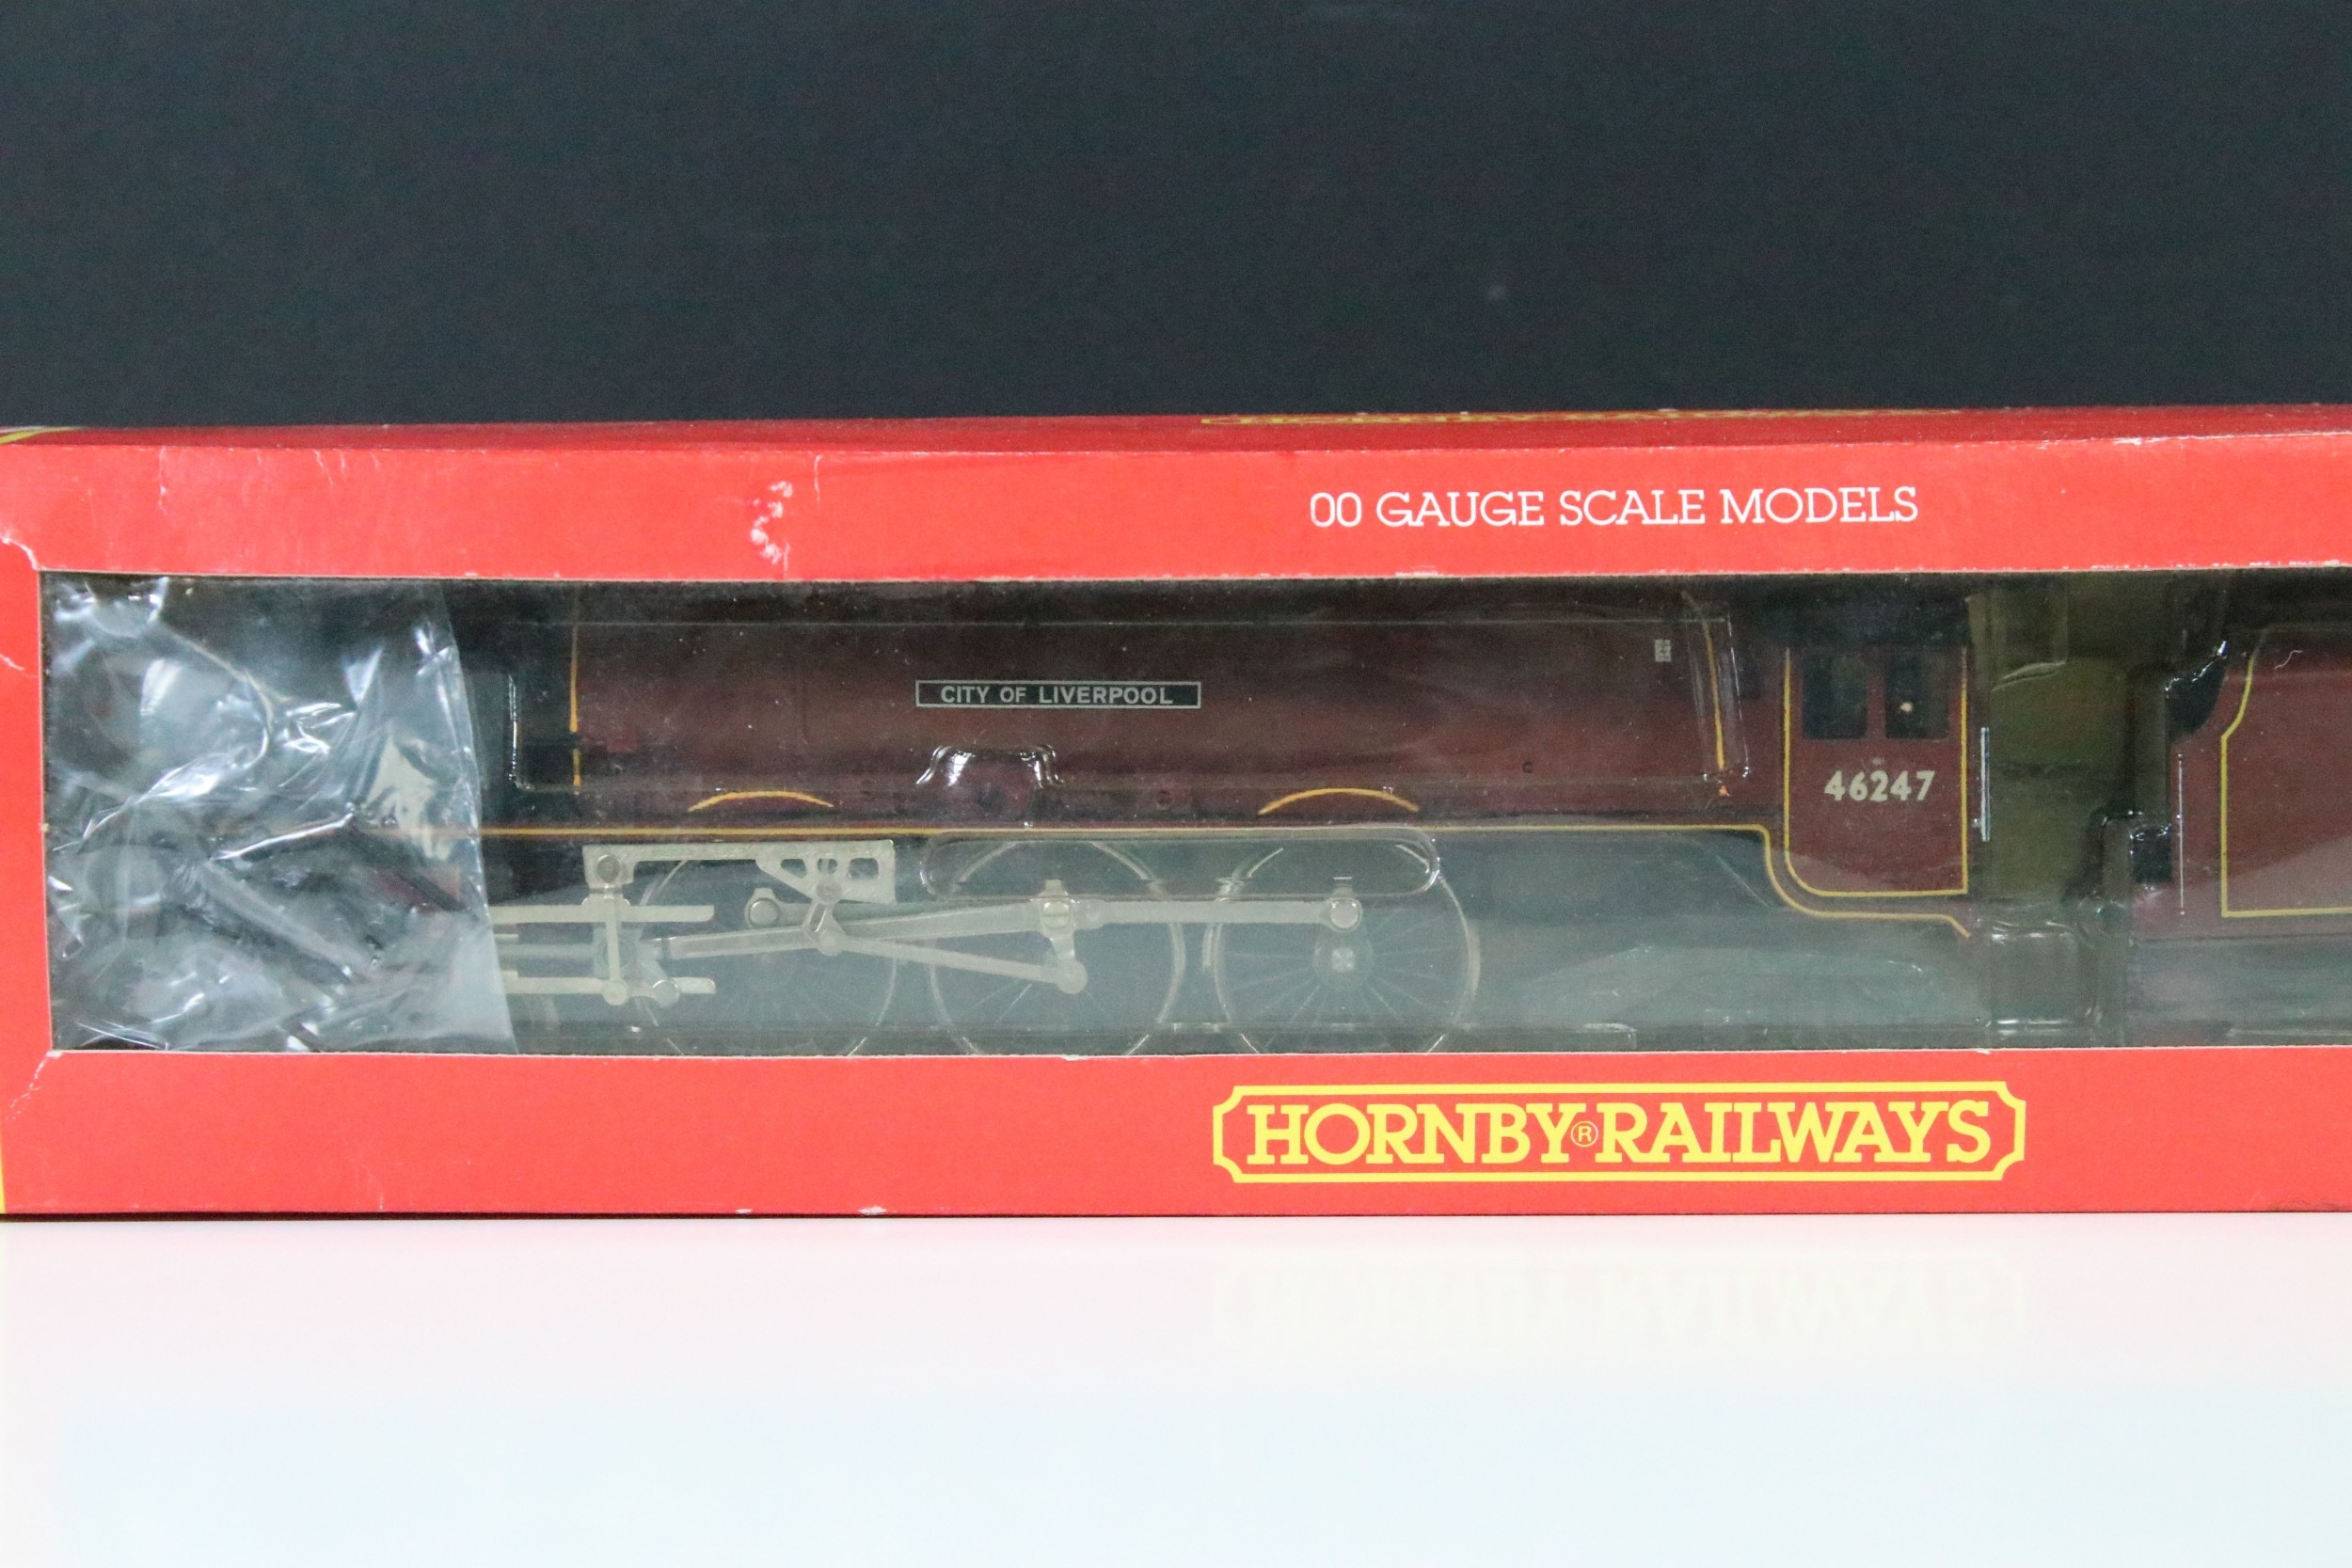 00 GAUGE SCALE MODELS
CITY OF LIVERPOOL
46247
HORNBY®RAILWAYS